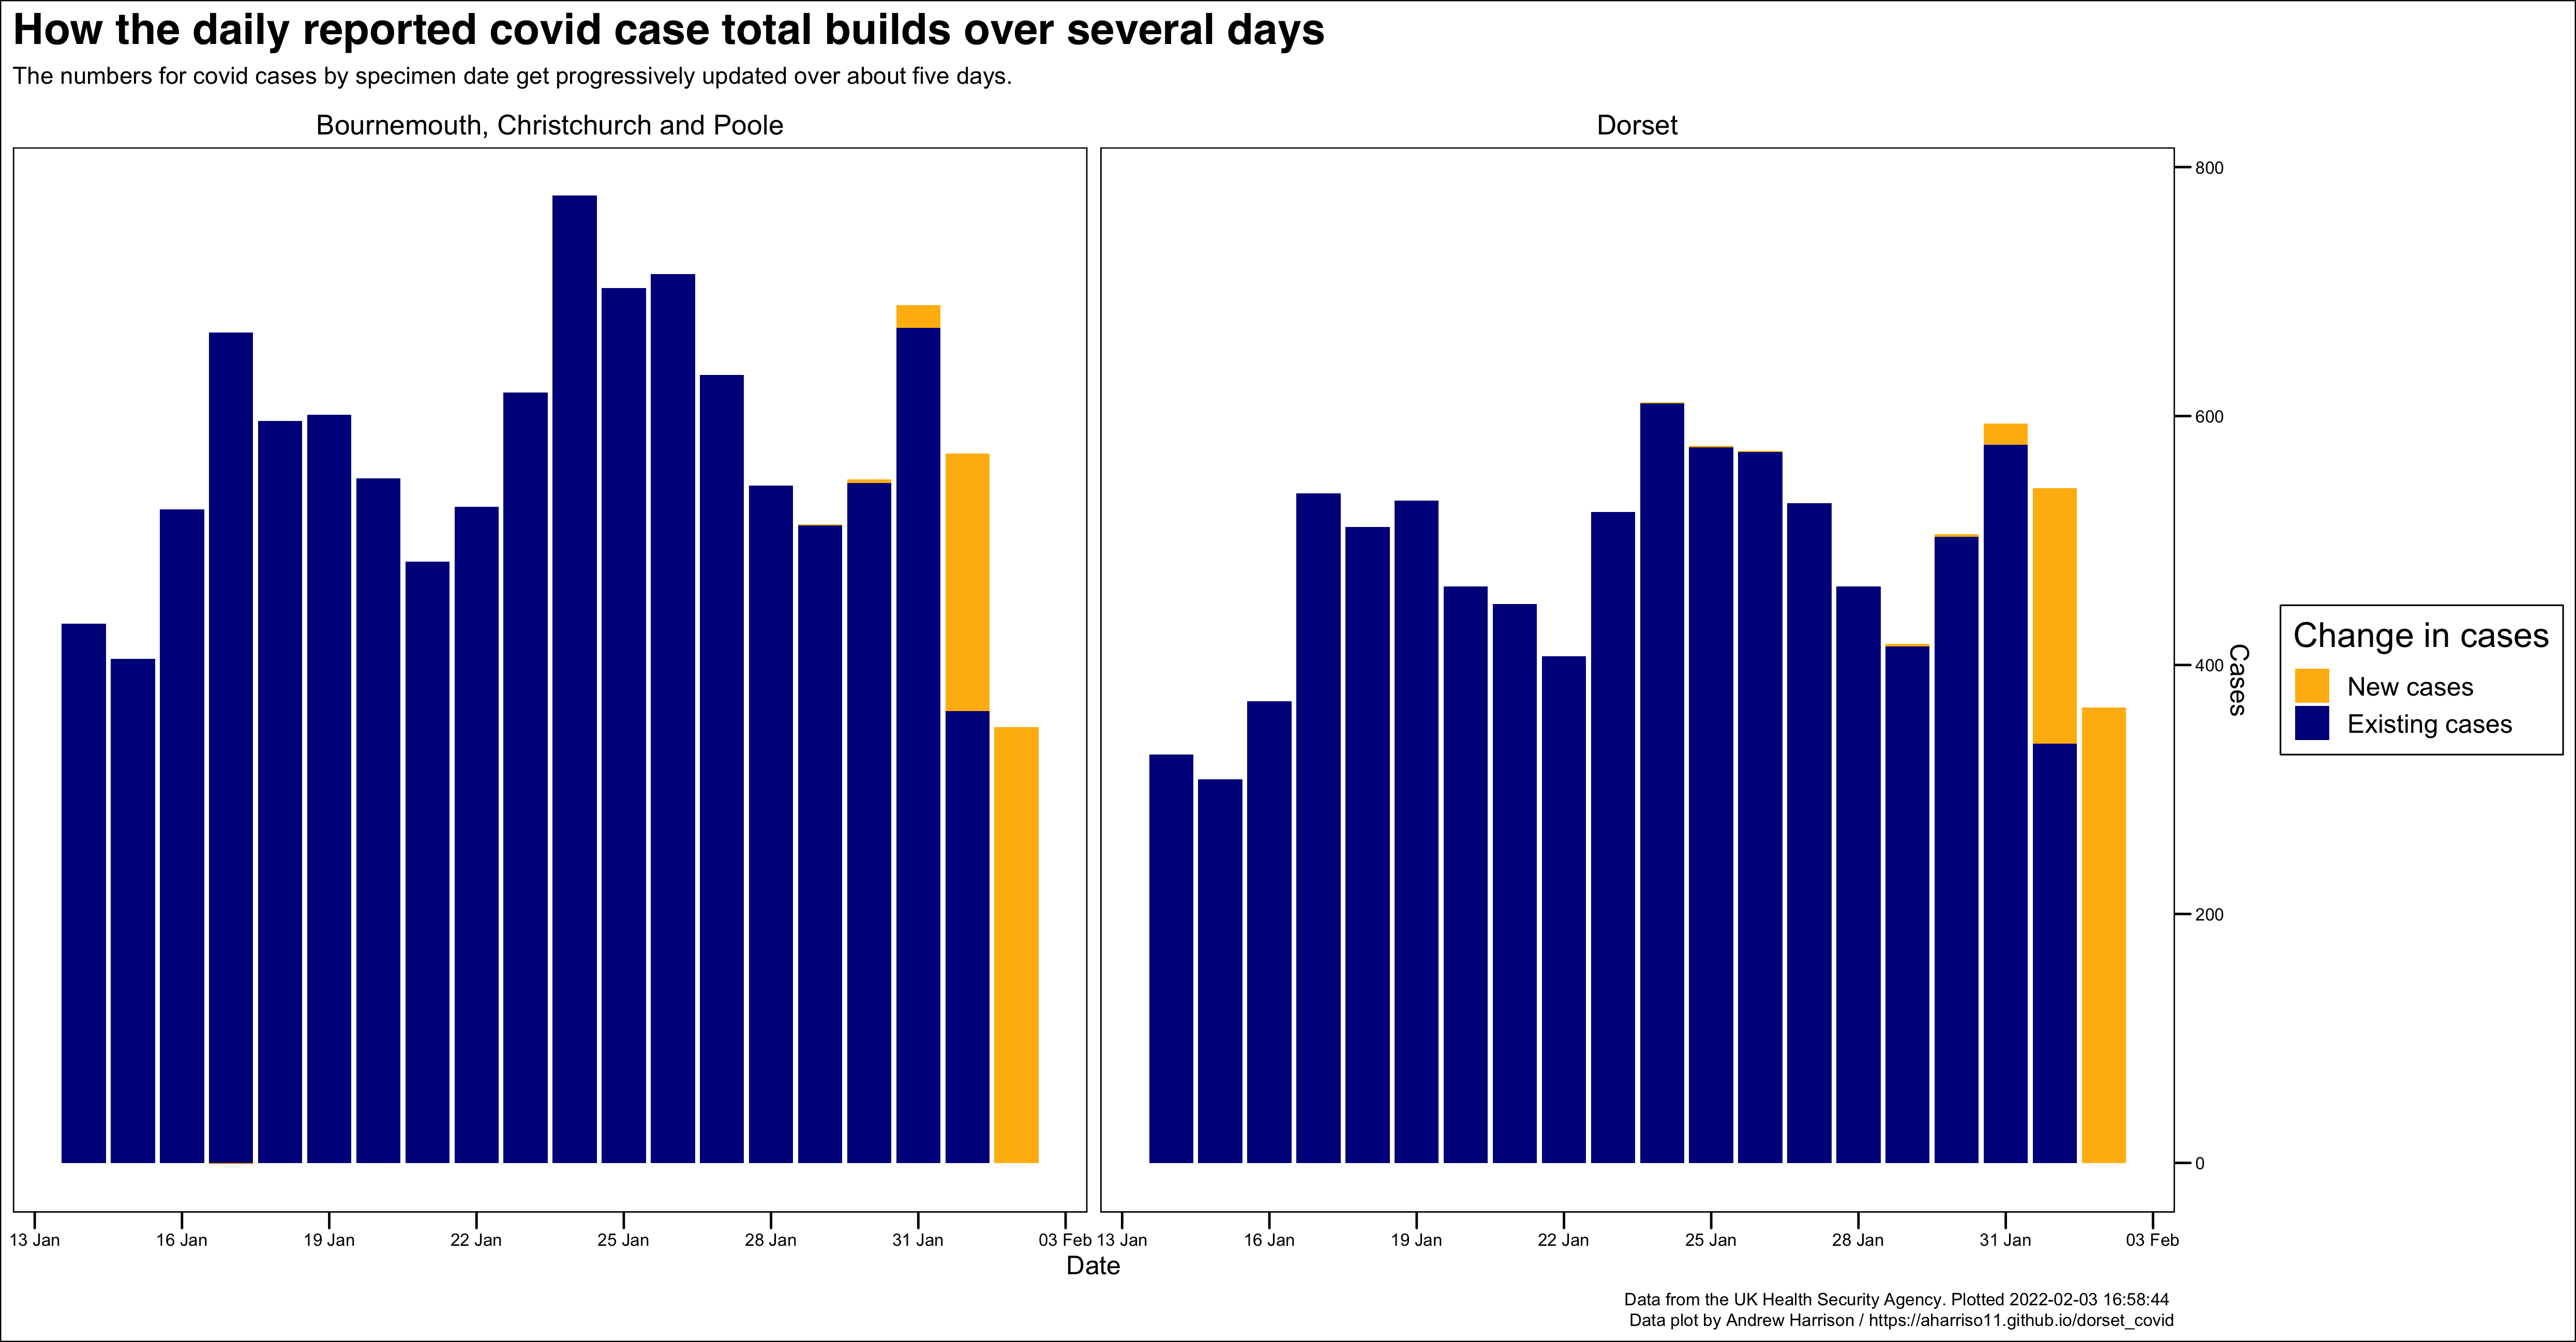 How the daily reported covid case total builds over several days
The numbers for covid cases by specimen date get progressively updated over about five days.
Bournemouth, Christchurch and Poole
Dorset
800
600
400
200
0
Cases
Change in cases
New cases
Existing cases
13 Jan 16 Jan 19 Jan 22 Jan 25 Jan 28 Jan 31 Jan 03 Feb 13 Jan 16 Jan 19 Jan 22 Jan 25 Jan 28 Jan 31 Jan 03 Feb
Date
Data from the UK Health Security Agency. Plotted 2022-02-03 16:58:44
Data plot by Andrew Harrison / https://aharriso11.github.io/dorset_covid